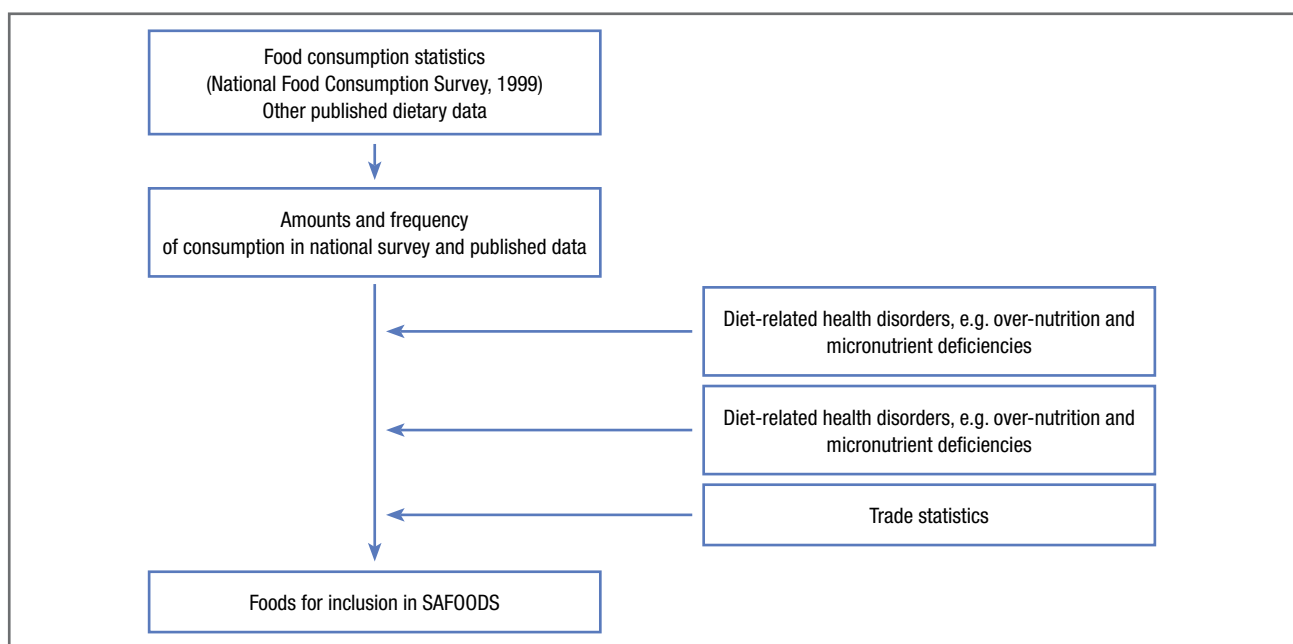 Food consumption statistics
(National Food Consumption Survey, 1999)
Other published dietary data
Amounts and frequency
of consumption in national survey and published data
Diet-related health disorders, e.g. over-nutrition and
micronutrient deficiencies
Diet-related health disorders, e.g. over-nutrition and
micronutrient deficiencies
Trade statistics
Foods for inclusion in SAFOODS